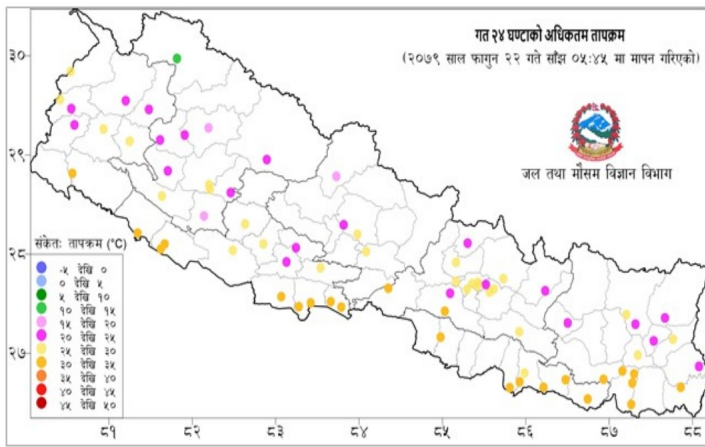 गत २४ घण्टाको अधिकतम तापक्रम
(२०७९ साल फागुन २२ गते साँझ ०५:४५ मा मापन गरिएको)
जल तथा मौसम विज्ञान विभाग
३०
२९
२८
२७
संकेतः तापक्रम (°C)
-५ देखि ०
० देखि ५
५ देखि १०
१० देखि १५
१५ देखि २०
२० देखि २५
२५ देखि ३०
३० देखि ३५
३५ देखि ४०
४० देखि ४५
४५ देखि ५०
८१ ८२ ८३ ८४ ८५ ८६ ८७ ८८